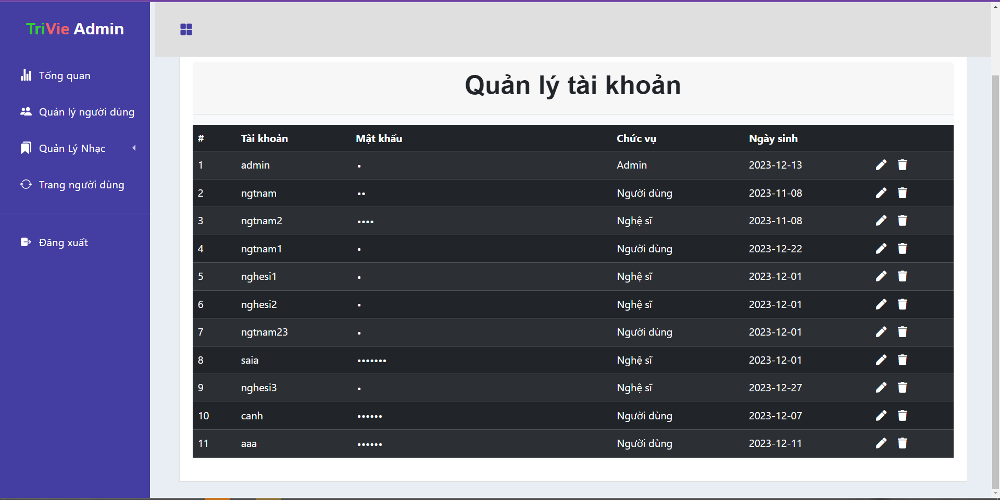 TriVie Admin
Tổng quan
Quản lý người dùng
Quản Lý Nhạc
Trang người dùng
Đăng xuất
Quản lý tài khoản
# Tài khoản Mật khẩu Chức vụ Ngày sinh
1 admin • Admin 2023-12-13
2 ngtnam •• Người dùng 2023-11-08
3 ngtnam2 •••• Nghệ sĩ 2023-11-08
4 ngtnam1 • Người dùng 2023-12-22
5 nghesi1 • Nghệ sĩ 2023-12-01
6 nghesi2 • Nghệ sĩ 2023-12-01
7 ngtnam23 • Người dùng 2023-12-01
8 saia ••••••• Nghệ sĩ 2023-12-01
9 nghesi3 • Nghệ sĩ 2023-12-27
10 canh •••••• Người dùng 2023-12-07
11 aaa •••••• Người dùng 2023-12-11